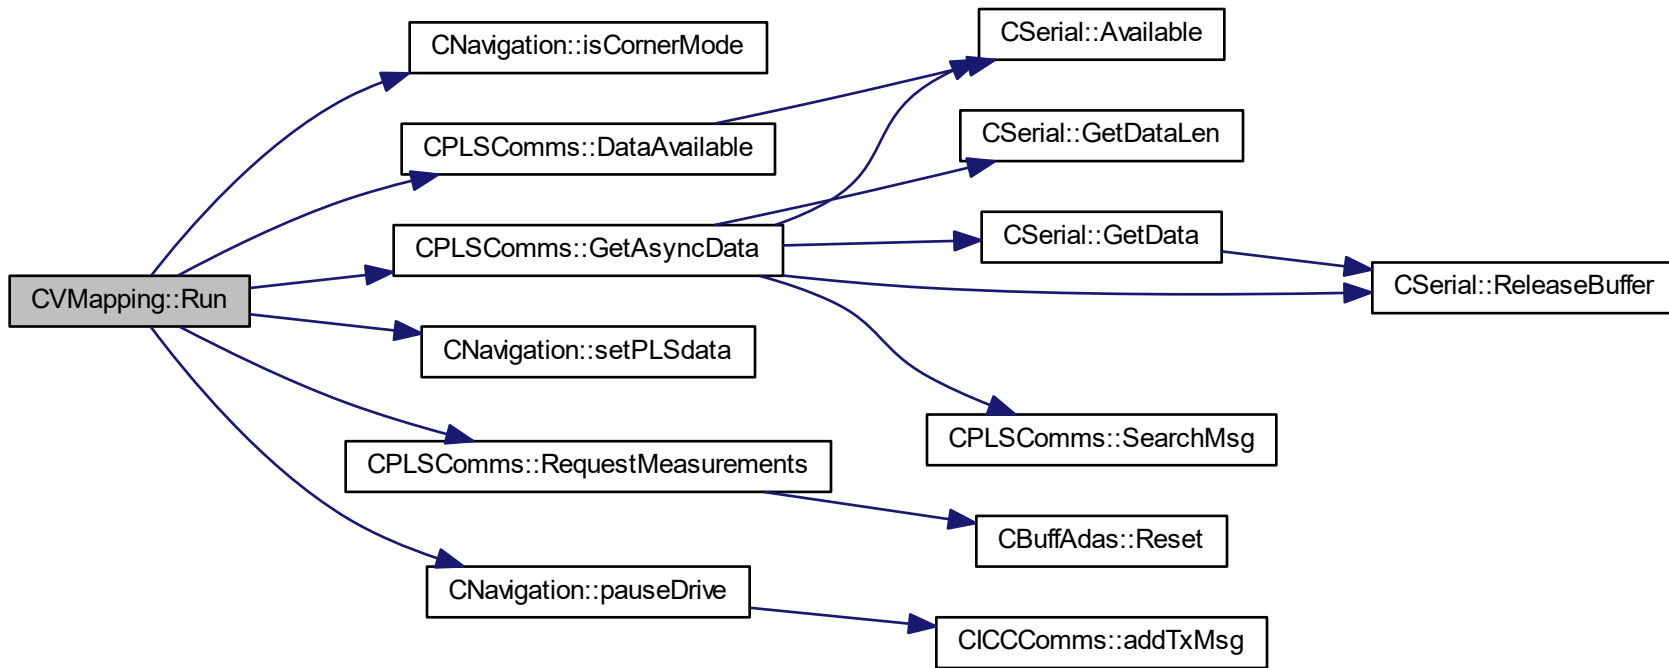 CNavigation::isCornerMode
CSerial::Available
CPLSComms::DataAvailable
CSerial::GetDataLen
CPLSComms::GetAsyncData
CSerial::GetData
CVMapping::Run
CSerial::ReleaseBuffer
CNavigation::setPLSdata
CPLSComms::SearchMsg
CPLSComms::RequestMeasurements
CBuffAdas::Reset
CNavigation::pauseDrive
CICCComms::addTxMsg